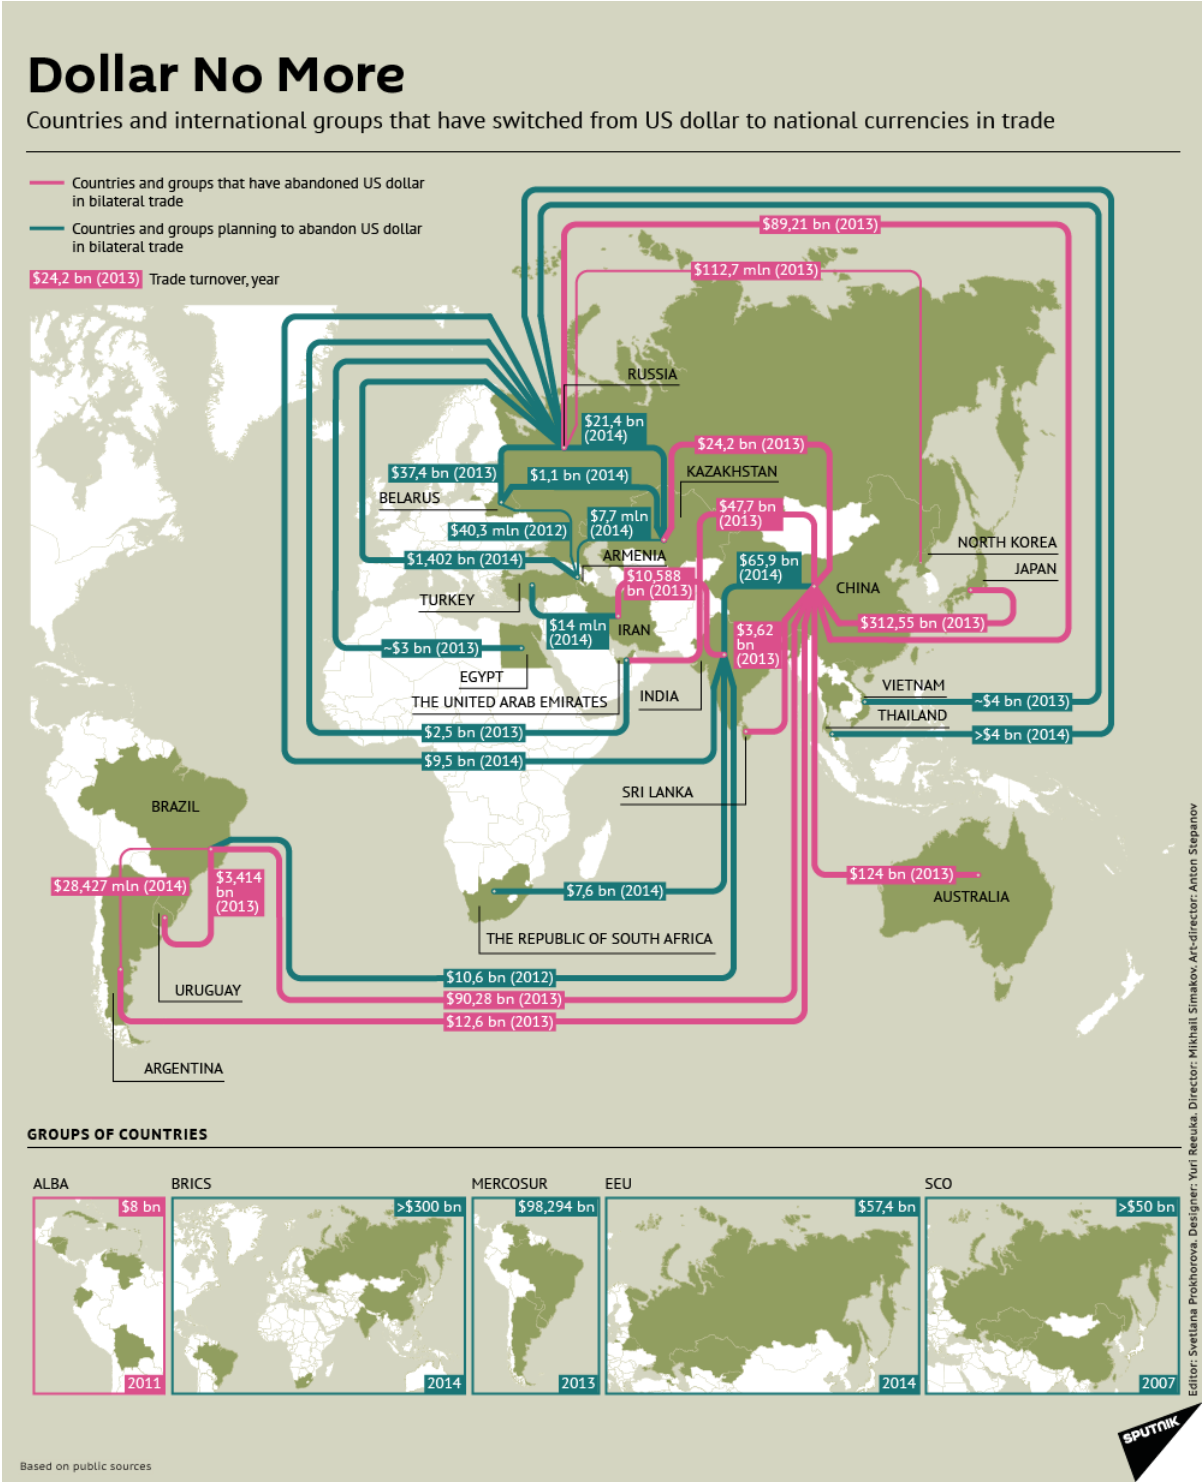 Dollar No More
Countries and international groups that have switched from US dollar to national currencies in trade
Countries and groups that have abandoned US dollar
in bilateral trade
Countries and groups planning to abandon US dollar
in bilateral trade
$24,2 bn (2013) Trade turnover, year
$89,21 bn (2013)
$112,7 mln (2013)
RUSSIA
$21,4 bn
(2014)
$24,2 bn (2013)
$37,4 bn (2013)
$1,1 bn (2014)
KAZAKHSTAN
BELARUS
$47,7 bn
(2013)
$7,7 mln
(2014)
$40,3 mln (2012)
NORTH KOREA
ARMENIA
$1,402 bn (2014)
$65,9 bn
(2014)
JAPAN
$10,588
bn (2013)
CHINA
TURKEY
$14 mln
(2014)
IRAN
$312,55 bn (2013)
$3,62
bn
(2013)
~$3 bn (2013)
EGYPT
VIETNAM
THE UNITED ARAB EMIRATES
INDIA
~$4 bn (2013)
THAILAND
$2,5 bn (2013)
>$4 bn (2014)
$9,5 bn (2014)
SRI LANKA
BRAZIL
$28,427 mln (2014)
$3,414
bn
(2013)
$7,6 bn (2014)
$124 bn (2013)
AUSTRALIA
THE REPUBLIC OF SOUTH AFRICA
$10,6 bn (2012)
URUGUAY
$90,28 bn (2013)
$12,6 bn (2013)
ARGENTINA
GROUPS OF COUNTRIES
ALBA
$8 bn
2011
BRICS
>$300 bn
2014
MERCOSUR
$98,294 bn
2013
EEU
$57,4 bn
2014
SCO
>$50 bn
2007
Editor: Svetlana Prokhorova. Designer: Yuri Reeuka. Director: Mikhail Simakov. Art-director: Anton Stepanov
SPUTNIK
Based on public sources